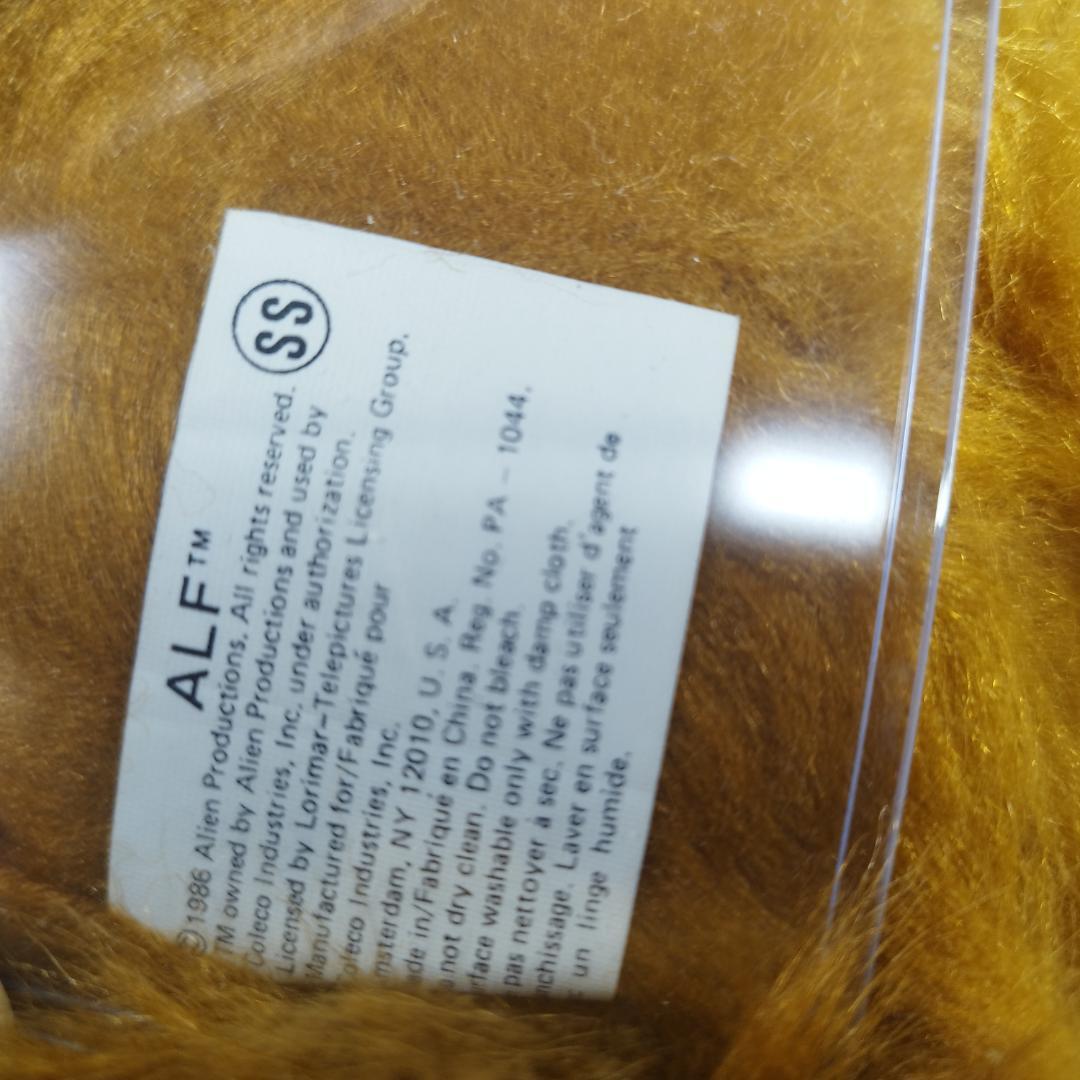 ALF™
©1986 Alien Productions. All rights reserved.
TM owned by Alien Productions and used by
Coleco Industries, Inc. under authorization.
Licensed by Lorimar-Telepictures Licensing Group.
Manufactured for/Fabriqué pour
oleco Industries, Inc.
msterdam, NY 12010, U. S. A.
de in/Fabriqué en China. Reg. No. PA - 1044.
not dry clean. Do not bleach.
rface washable only with damp cloth.
pas nettoyer à sec. Ne pas utiliser d'agent de
nchissage. Laver en surface seulement
un linge humide.
SS